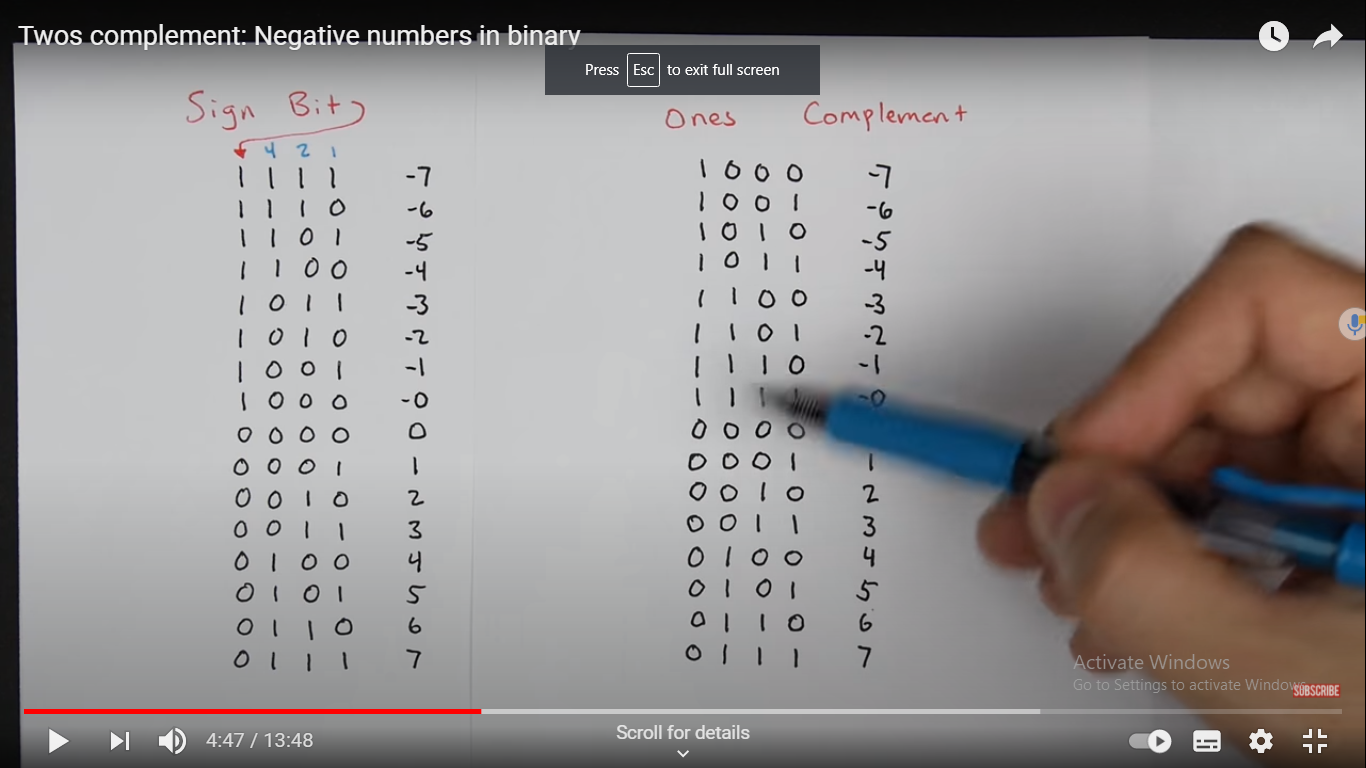 Twos complement: Negative numbers in binary
Press Esc to exit full screen
Sign Bit
4 2 1
1 1 1 1 -7
1 1 1 0 -6
1 1 0 1 -5
1 1 0 0 -4
1 0 1 1 -3
1 0 1 0 -2
1 0 0 1 -1
1 0 0 0 -0
0 0 0 0 0
0 0 0 1 1
0 0 1 0 2
0 0 1 1 3
0 1 0 0 4
0 1 0 1 5
0 1 1 0 6
0 1 1 1 7
Ones Complement
1 0 0 0 -7
1 0 0 1 -6
1 0 1 0 -5
1 0 1 1 -4
1 1 0 0 -3
1 1 0 1 -2
1 1 1 0 -1
1 1 1 1 -0
0 0 0 0
0 0 0 1 1
0 0 1 0 2
0 0 1 1 3
0 1 0 0 4
0 1 0 1 5
0 1 1 0 6
0 1 1 1 7
Activate Windows
Go to Settings to activate Windows.
SUBSCRIBE
4:47 / 13:48
Scroll for details